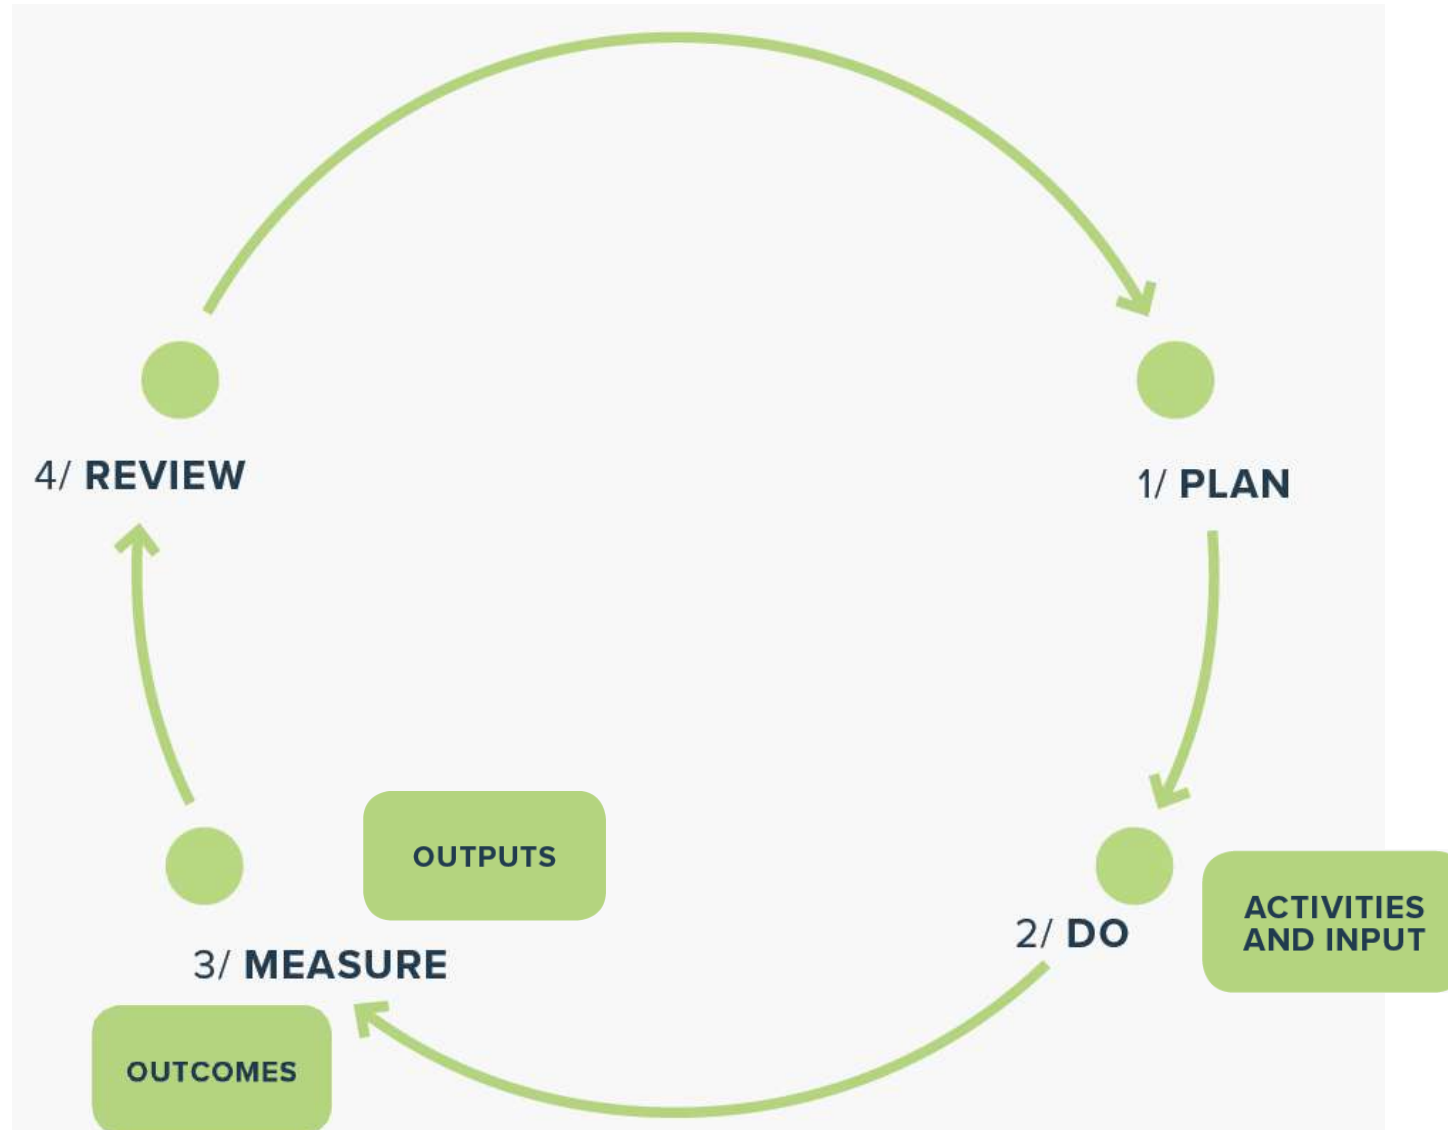 4/ REVIEW
1/ PLAN
OUTPUTS
ACTIVITIES
AND INPUT
2/ DO
3/ MEASURE
OUTCOMES